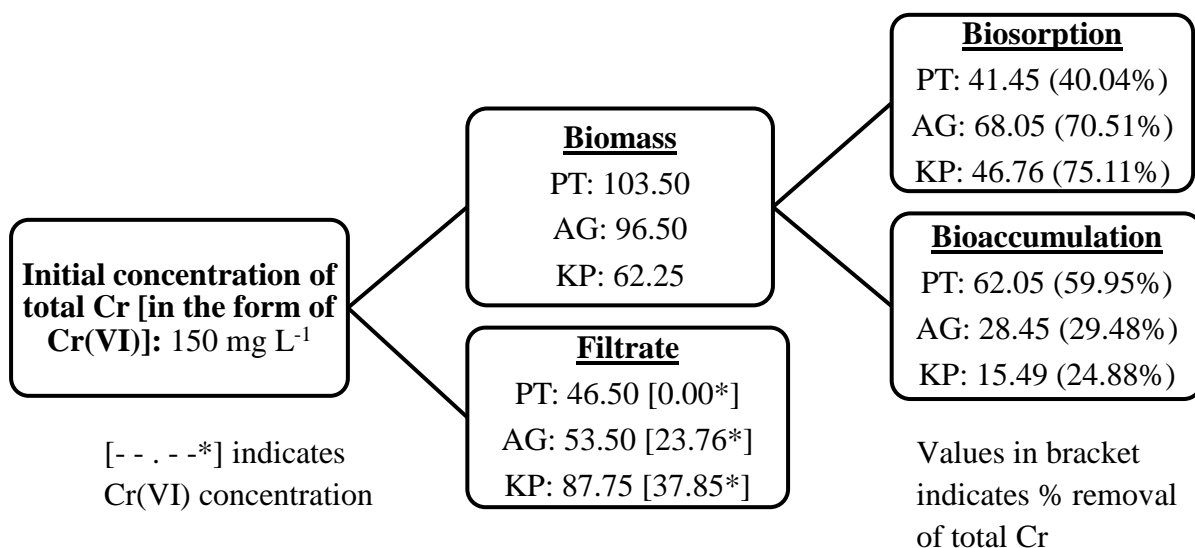 Initial concentration of
total Cr [in the form of
Cr(VI)]: 150 mg L-1
[- - . - -*] indicates
Cr(VI) concentration
Biomass
PT: 103.50
AG: 96.50
KP: 62.25
Filtrate
PT: 46.50 [0.00*]
AG: 53.50 [23.76*]
KP: 87.75 [37.85*]
Biosorption
PT: 41.45 (40.04%)
AG: 68.05 (70.51%)
KP: 46.76 (75.11%)
Bioaccumulation
PT: 62.05 (59.95%)
AG: 28.45 (29.48%)
KP: 15.49 (24.88%)
Values in bracket
indicates % removal
of total Cr